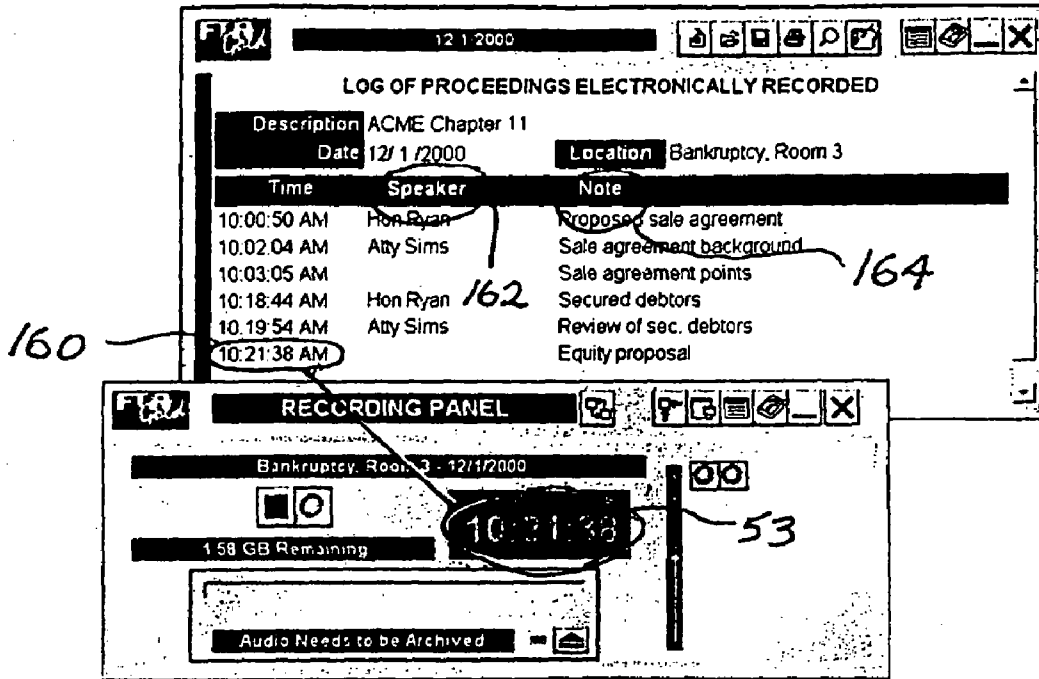 FTR Gold 12 1 2000
LOG OF PROCEEDINGS ELECTRONICALLY RECORDED
Description ACME Chapter 11
Date 12/ 1 /2000 Location Bankruptcy, Room 3
Time Speaker Note
10:00:50 AM Hon Ryan Proposed sale agreement
10:02:04 AM Atty Sims Sale agreement background
10:03:05 AM Sale agreement points
10:18:44 AM Hon Ryan Secured debtors
10:19:54 AM Atty Sims Review of sec. debtors
10:21:38 AM Equity proposal
162
164
160
FTR Gold RECORDING PANEL
Bankruptcy, Room 3 - 12/1/2000
10:21:38
53
1.58 GB Remaining
Audio Needs to be Archived